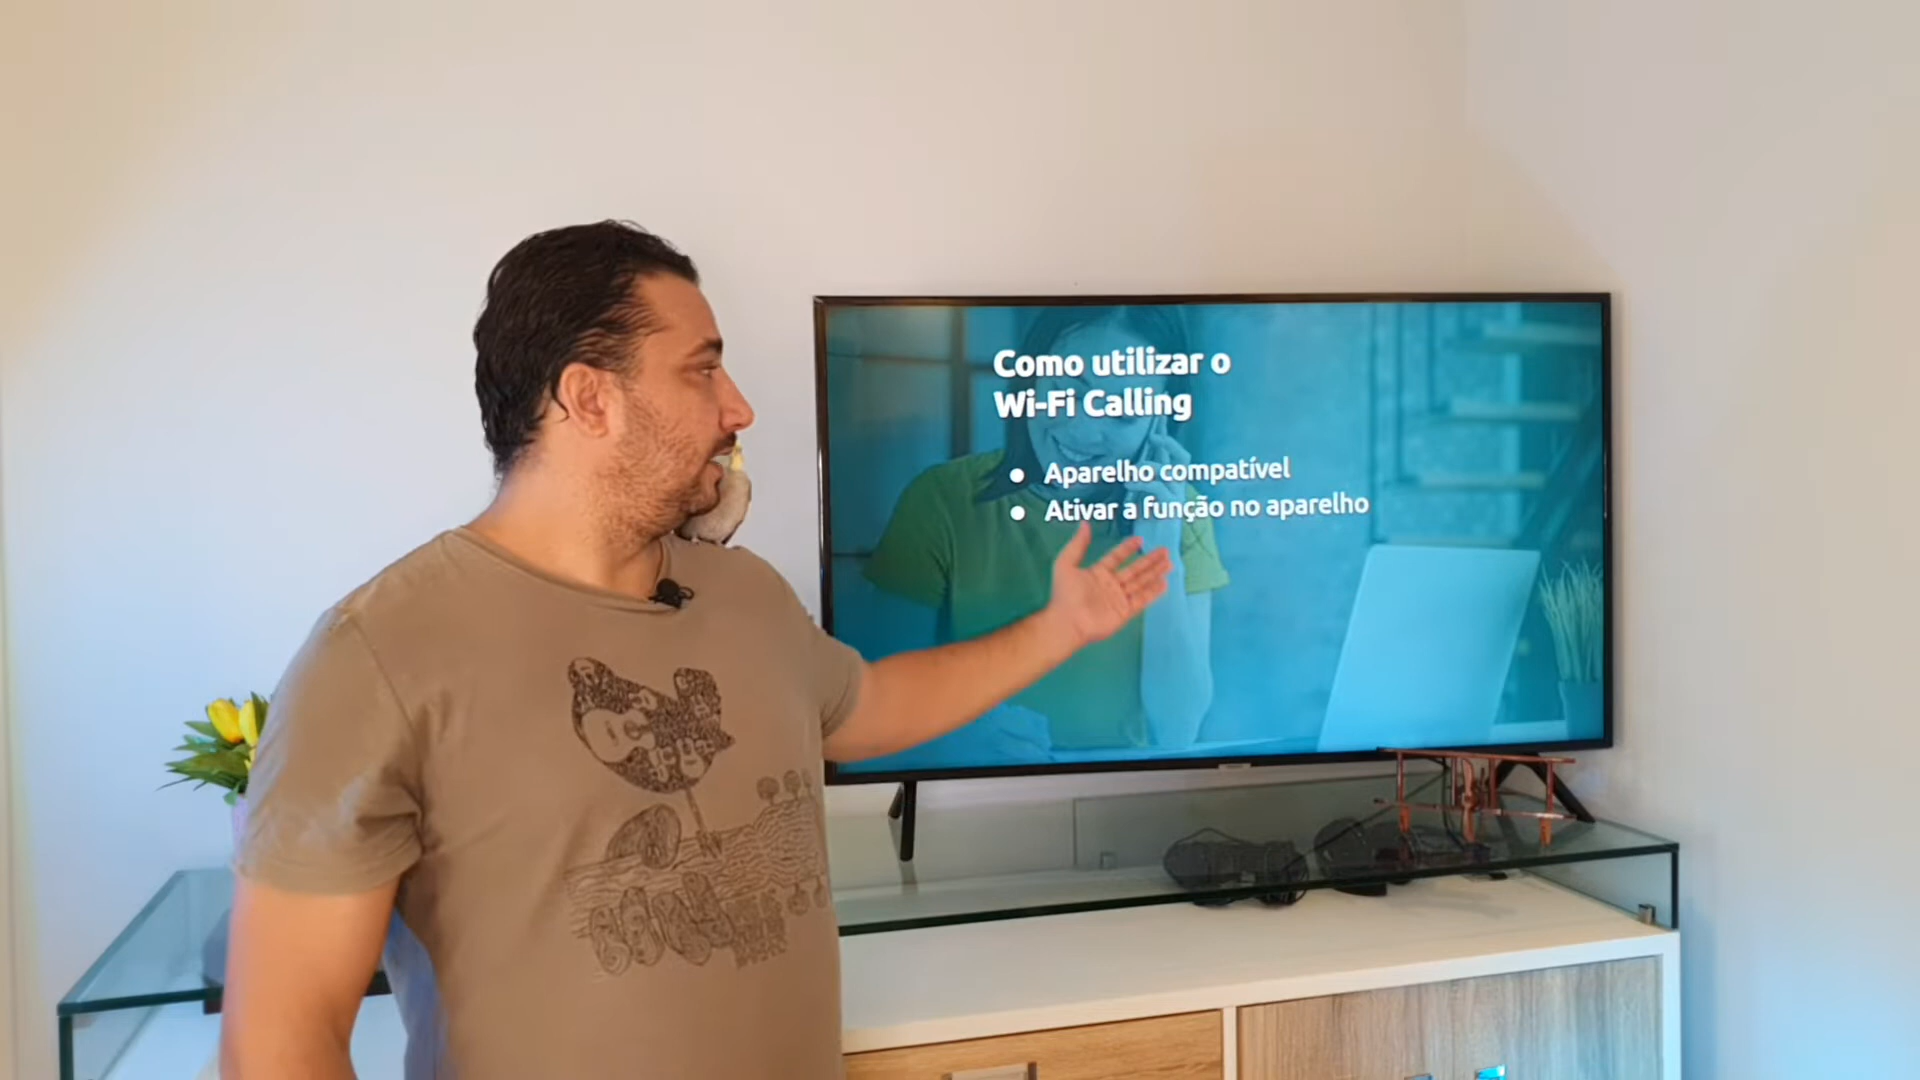 Como utilizar o
Wi-Fi Calling
● Aparelho compatível
● Ativar a função no aparelho